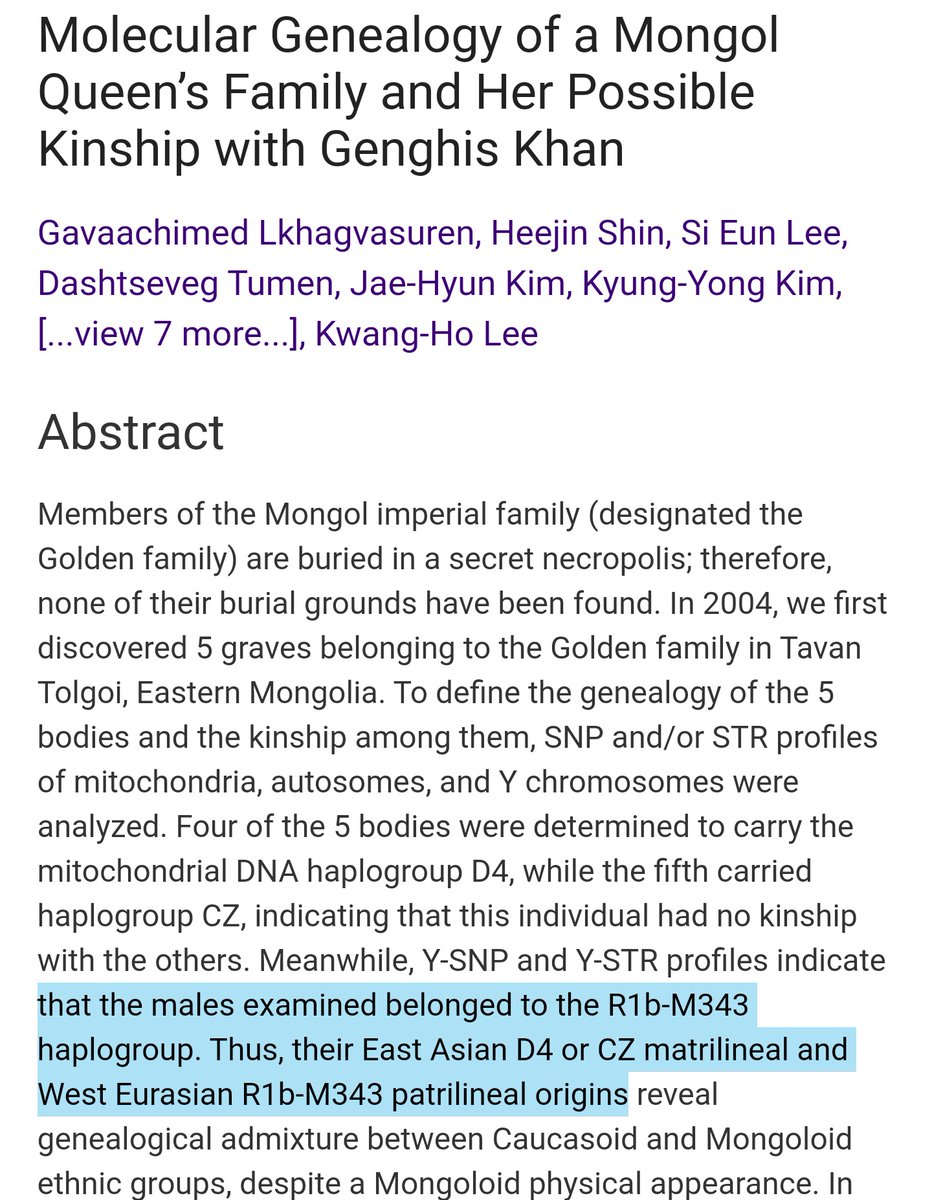 Molecular Genealogy of a Mongol
Queen’s Family and Her Possible
Kinship with Genghis Khan
Gavaachimed Lkhagvasuren, Heejin Shin, Si Eun Lee,
Dashtseveg Tumen, Jae-Hyun Kim, Kyung-Yong Kim,
[...view 7 more...], Kwang-Ho Lee
Abstract
Members of the Mongol imperial family (designated the
Golden family) are buried in a secret necropolis; therefore,
none of their burial grounds have been found. In 2004, we first
discovered 5 graves belonging to the Golden family in Tavan
Tolgoi, Eastern Mongolia. To define the genealogy of the 5
bodies and the kinship among them, SNP and/or STR profiles
of mitochondria, autosomes, and Y chromosomes were
analyzed. Four of the 5 bodies were determined to carry the
mitochondrial DNA haplogroup D4, while the fifth carried
haplogroup CZ, indicating that this individual had no kinship
with the others. Meanwhile, Y-SNP and Y-STR profiles indicate
that the males examined belonged to the R1b-M343
haplogroup. Thus, their East Asian D4 or CZ matrilineal and
West Eurasian R1b-M343 patrilineal origins reveal
genealogical admixture between Caucasoid and Mongoloid
ethnic groups, despite a Mongoloid physical appearance. In